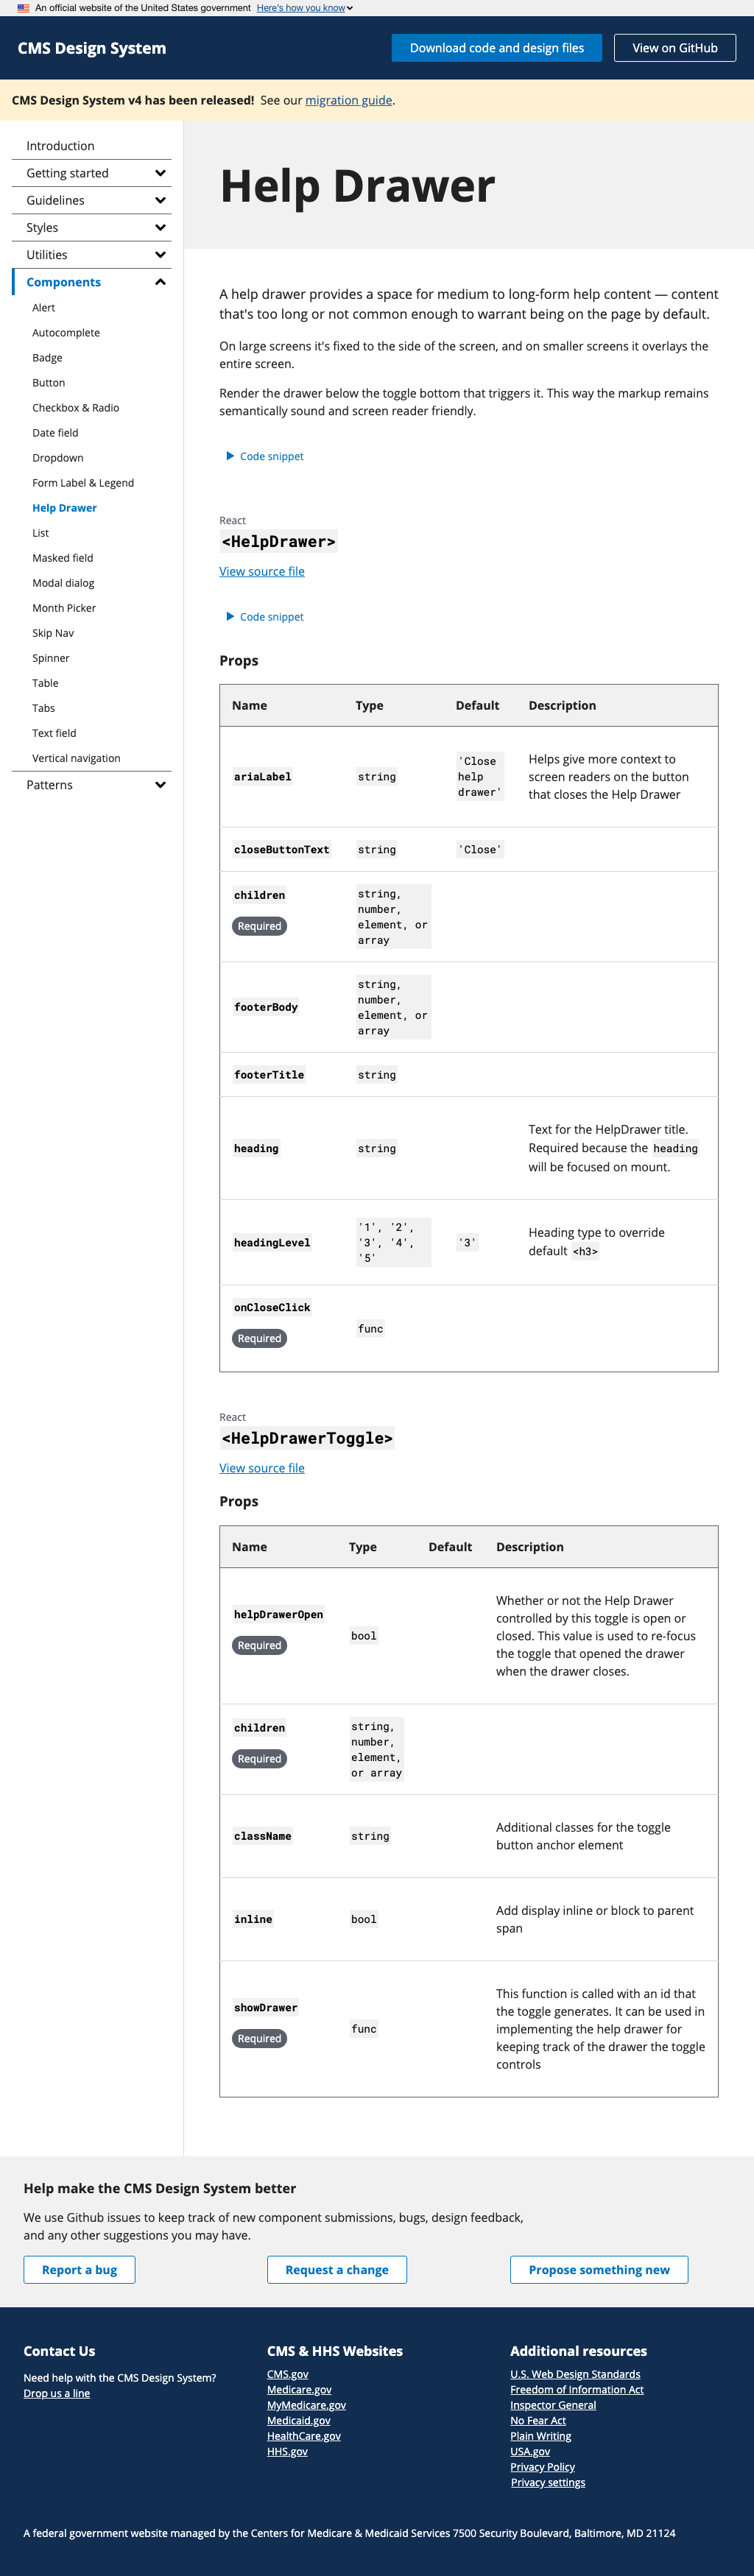 An official website of the United States government Here's how you know
CMS Design System
Download code and design files
View on GitHub
CMS Design System v4 has been released! See our migration guide.
Introduction
Getting started
Guidelines
Styles
Utilities
Components
Alert
Autocomplete
Badge
Button
Checkbox & Radio
Date field
Dropdown
Form Label & Legend
Help Drawer
List
Masked field
Modal dialog
Month Picker
Skip Nav
Spinner
Table
Tabs
Text field
Vertical navigation
Patterns
Help Drawer
A help drawer provides a space for medium to long-form help content — content
that's too long or not common enough to warrant being on the page by default.
On large screens it's fixed to the side of the screen, and on smaller screens it overlays the
entire screen.
Render the drawer below the toggle bottom that triggers it. This way the markup remains
semantically sound and screen reader friendly.
Code snippet
React
<HelpDrawer>
View source file
Code snippet
Props
Name Type Default Description
ariaLabel
string
'Close
help
drawer'
Helps give more context to
screen readers on the button
that closes the Help Drawer
closeButtonText
string
'Close'
children
Required
string,
number,
element, or
array
footerBody
string,
number,
element, or
array
footerTitle
string
heading
string
Text for the HelpDrawer title.
Required because the heading
will be focused on mount.
headingLevel
'1', '2',
'3', '4',
'5'
'3'
Heading type to override
default <h3>
onCloseClick
Required
func
React
<HelpDrawerToggle>
View source file
Props
Name Type Default Description
helpDrawerOpen
Required
bool
Whether or not the Help Drawer
controlled by this toggle is open or
closed. This value is used to re-focus
the toggle that opened the drawer
when the drawer closes.
children
Required
string,
number,
element,
or array
className
string
Additional classes for the toggle
button anchor element
inline
bool
Add display inline or block to parent
span
showDrawer
Required
func
This function is called with an id that
the toggle generates. It can be used in
implementing the help drawer for
keeping track of the drawer the toggle
controls
Help make the CMS Design System better
We use Github issues to keep track of new component submissions, bugs, design feedback,
and any other suggestions you may have.
Report a bug
Request a change
Propose something new
Contact Us
Need help with the CMS Design System?
Drop us a line
CMS & HHS Websites
CMS.gov
Medicare.gov
MyMedicare.gov
Medicaid.gov
HealthCare.gov
HHS.gov
Additional resources
U.S. Web Design Standards
Freedom of Information Act
Inspector General
No Fear Act
Plain Writing
USA.gov
Privacy Policy
Privacy settings
A federal government website managed by the Centers for Medicare & Medicaid Services 7500 Security Boulevard, Baltimore, MD 21124